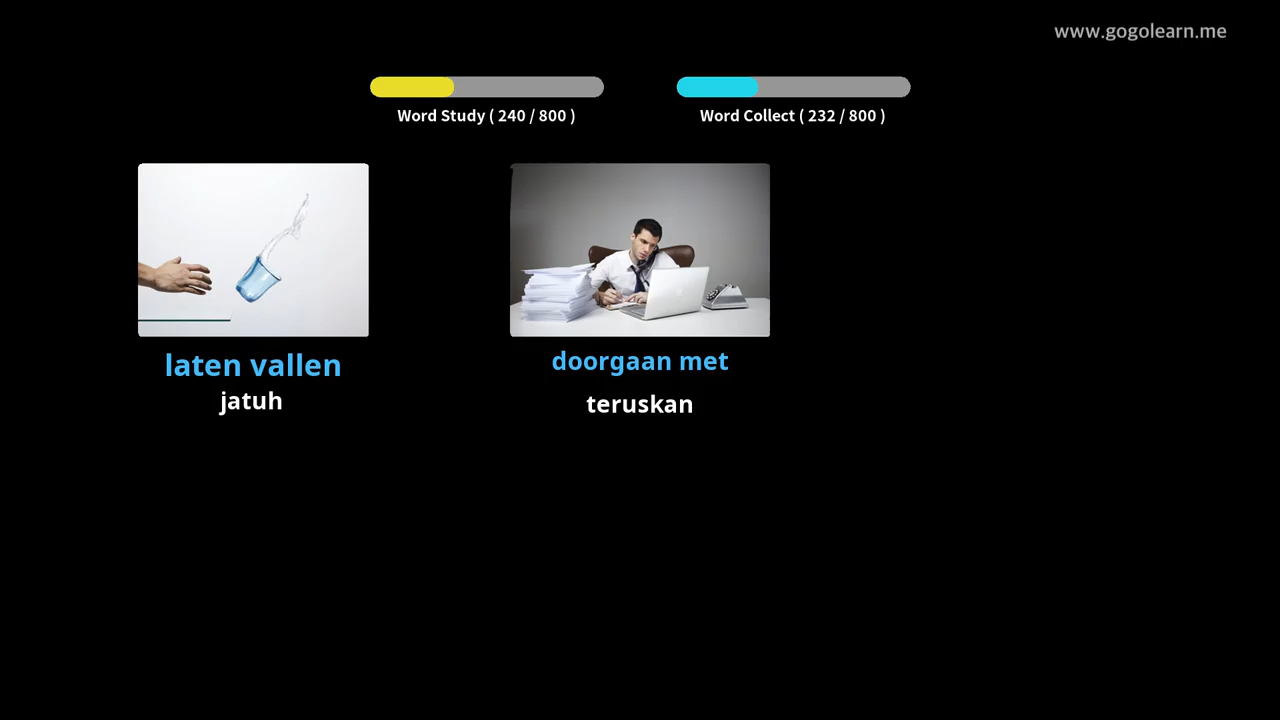 www.gogolearn.me
Word Study ( 240 / 800 )
Word Collect ( 232 / 800 )
laten vallen
jatuh
doorgaan met
teruskan